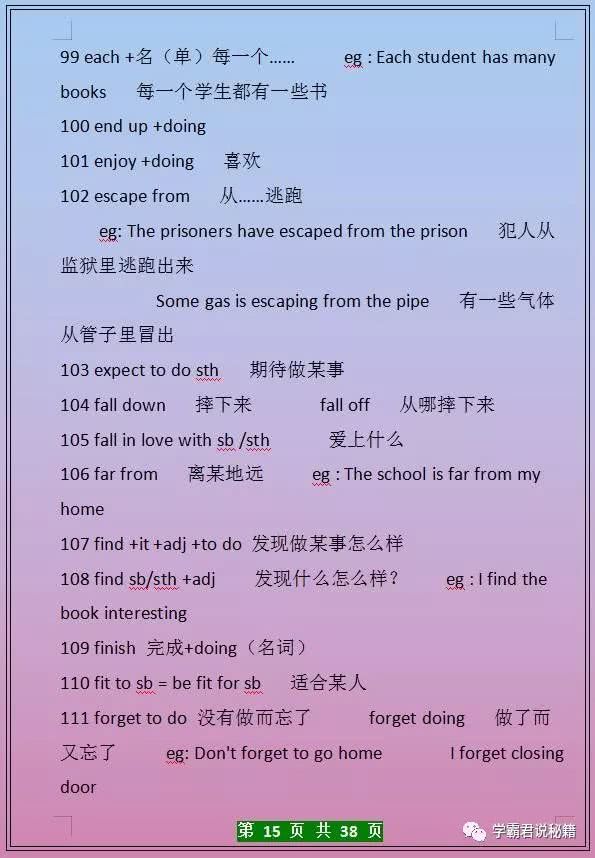 99 each +名（单）每一个…… eg : Each student has many
books 每一个学生都有一些书
100 end up +doing
101 enjoy +doing 喜欢
102 escape from 从……逃跑
eg: The prisoners have escaped from the prison 犯人从
监狱里逃跑出来
Some gas is escaping from the pipe 有一些气体
从管子里冒出
103 expect to do sth 期待做某事
104 fall down 摔下来 fall off 从哪摔下来
105 fall in love with sb /sth 爱上什么
106 far from 离某地远 eg : The school is far from my
home
107 find +it +adj +to do 发现做某事怎么样
108 find sb/sth +adj 发现什么怎么样？ eg : I find the
book interesting
109 finish 完成+doing（名词）
110 fit to sb = be fit for sb 适合某人
111 forget to do 没有做而忘了 forget doing 做了而
又忘了 eg: Don't forget to go home I forget closing
door
第 15 页 共 38 页
学霸君说秘籍